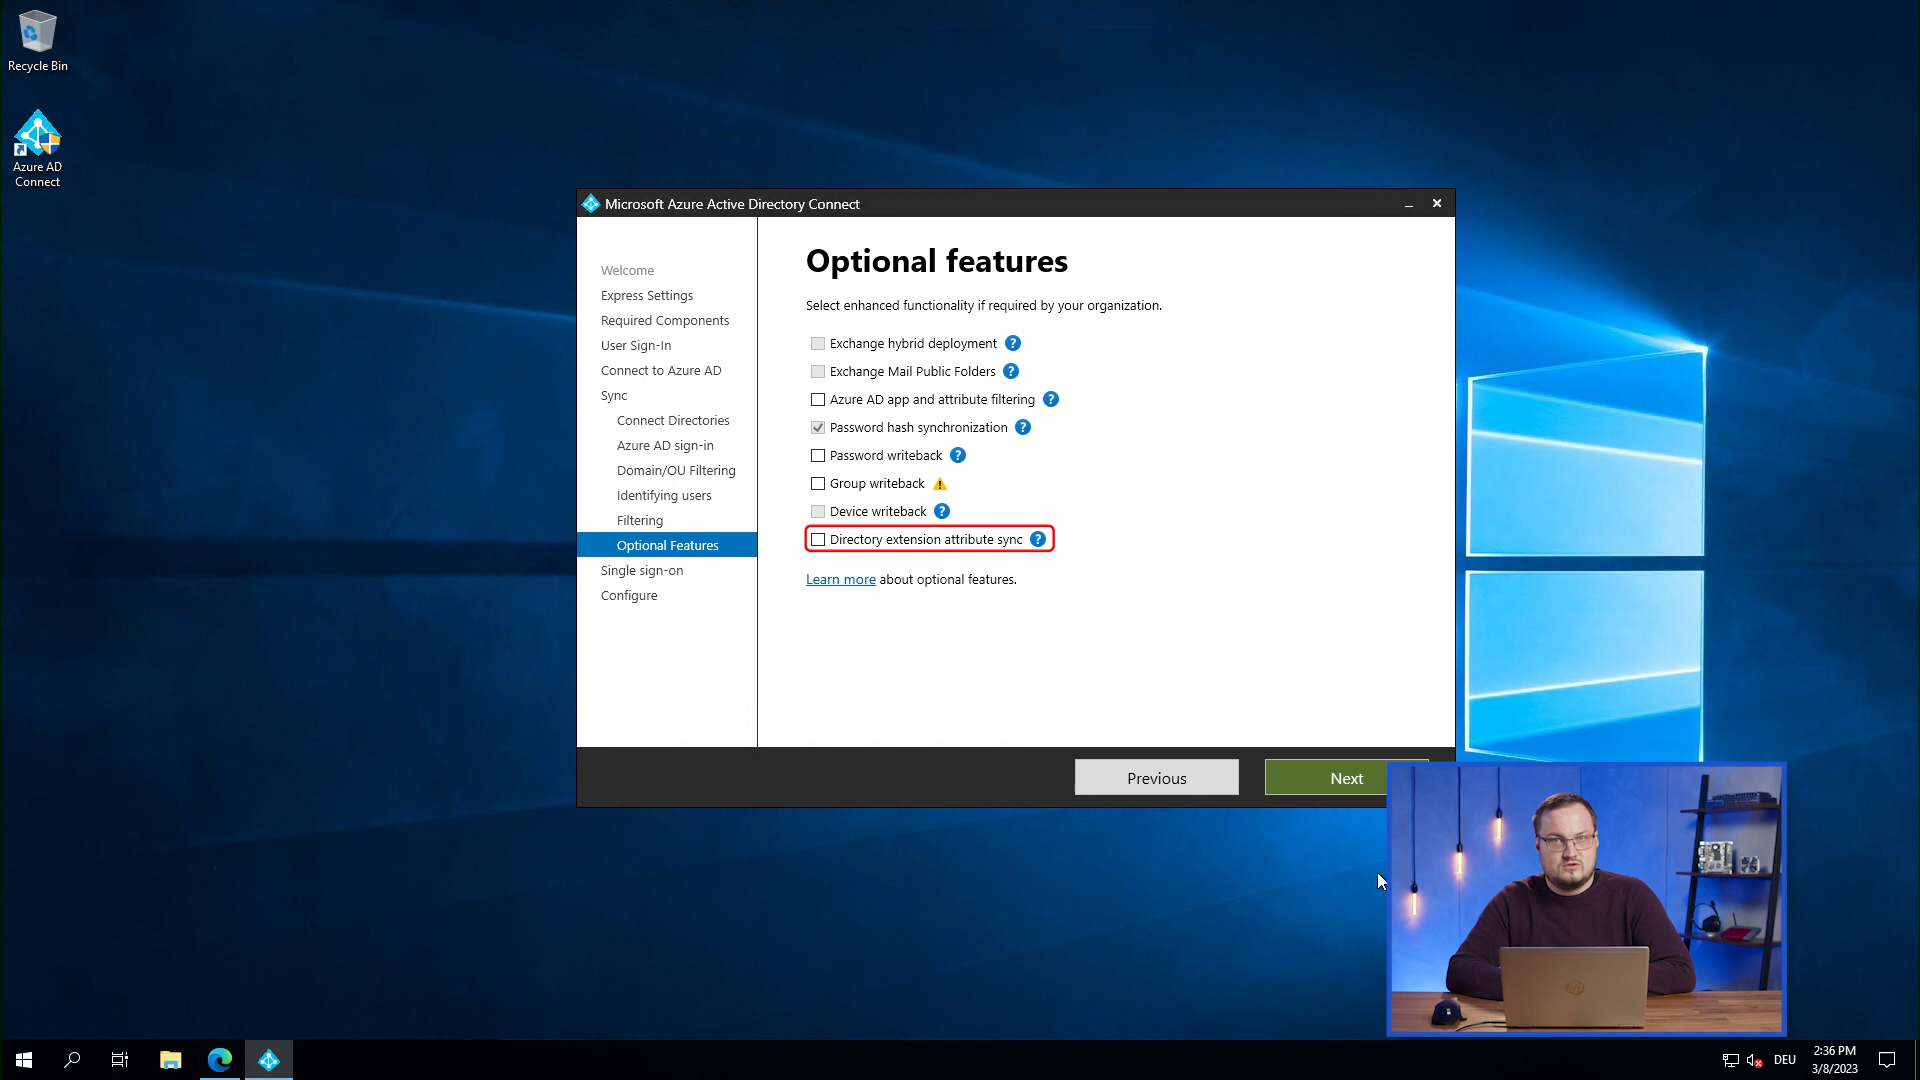 Recycle Bin
Azure AD
Connect
Microsoft Azure Active Directory Connect
Welcome
Express Settings
Required Components
User Sign-In
Connect to Azure AD
Sync
Connect Directories
Azure AD sign-in
Domain/OU Filtering
Identifying users
Filtering
Optional Features
Single sign-on
Configure
Optional features
Select enhanced functionality if required by your organization.
Exchange hybrid deployment ?
Exchange Mail Public Folders ?
Azure AD app and attribute filtering ?
Password hash synchronization ?
Password writeback ?
Group writeback
Device writeback ?
Directory extension attribute sync ?
Learn more about optional features.
Previous
Next
hp
DEU
2:36 PM
3/8/2023